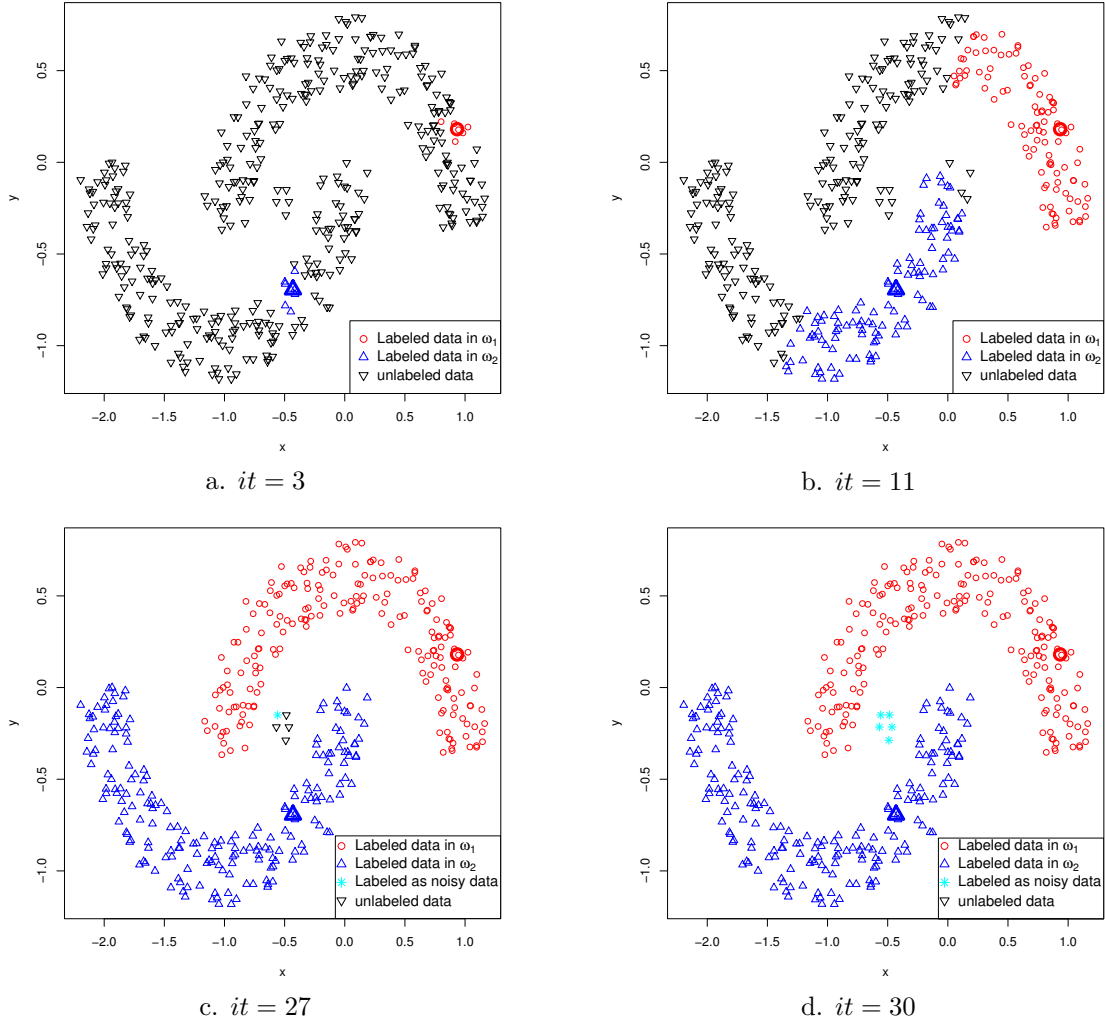 0.5
0.0
−0.5
−1.0
y
Labeled data in ω1
Labeled data in ω2
unlabeled data
−2.0 −1.5 −1.0 −0.5 0.0 0.5 1.0
x
a. it = 3
0.5
0.0
−0.5
−1.0
y
Labeled data in ω1
Labeled data in ω2
unlabeled data
−2.0 −1.5 −1.0 −0.5 0.0 0.5 1.0
x
b. it = 11
0.5
0.0
−0.5
−1.0
y
Labeled data in ω1
Labeled data in ω2
Labeled as noisy data
unlabeled data
−2.0 −1.5 −1.0 −0.5 0.0 0.5 1.0
x
c. it = 27
0.5
0.0
−0.5
−1.0
y
Labeled data in ω1
Labeled data in ω2
Labeled as noisy data
unlabeled data
−2.0 −1.5 −1.0 −0.5 0.0 0.5 1.0
x
d. it = 30